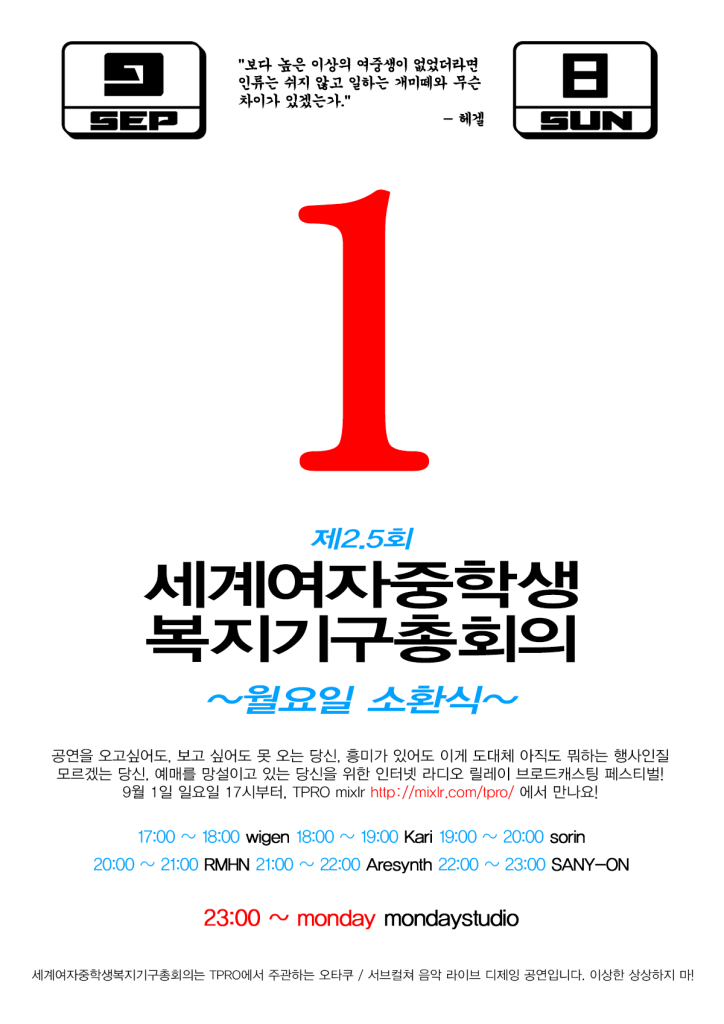 9
SEP
"보다 높은 이상의 여중생이 없었더라면
인류는 쉬지 않고 일하는 개미떼와 무슨
차이가 있겠는가."
- 헤겔
日
SUN
1
제2.5회
세계여자중학생
복지기구총회의
~월요일 소환식~
공연을 오고싶어도, 보고 싶어도 못 오는 당신, 흥미가 있어도 이게 도대체 아직도 뭐하는 행사인질
모르겠는 당신, 예매를 망설이고 있는 당신을 위한 인터넷 라디오 릴레이 브로드캐스팅 페스티벌!
9월 1일 일요일 17시부터, TPRO mixlr http://mixlr.com/tpro/ 에서 만나요!
17:00 ~ 18:00 wigen 18:00 ~ 19:00 Kari 19:00 ~ 20:00 sorin
20:00 ~ 21:00 RMHN 21:00 ~ 22:00 Aresynth 22:00 ~ 23:00 SANY-ON
23:00 ~ monday mondaystudio
세계여자중학생복지기구총회의는 TPRO에서 주관하는 오타쿠 / 서브컬쳐 음악 라이브 디제잉 공연입니다. 이상한 상상하지 마!